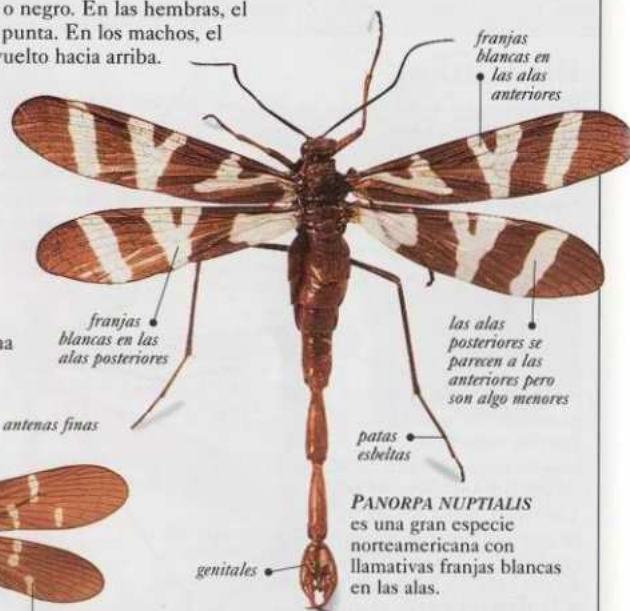 o negro. En las hembras, el
punta. En los machos, el
vuelto hacia arriba.
franjas
blancas en
las alas
anteriores
franjas
blancas en las
alas posteriores
na
las alas
posteriores se
parecen a las
anteriores pero
son algo menores
antenas finas
patas
esbeltas
PANORPA NUPTIALIS
es una gran especie
norteamericana con
llamativas franjas blancas
en las alas.
genitales